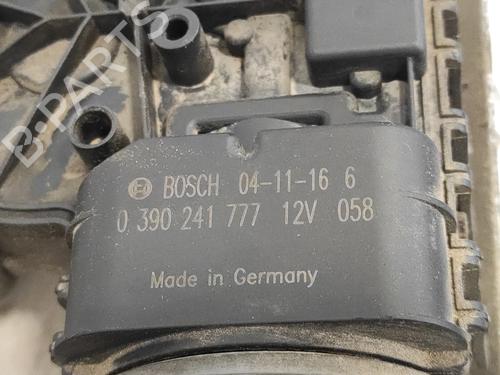 B-PARTS
BOSCH 04-11-16 6
0 390 241 777 12V 058
Made in Germany